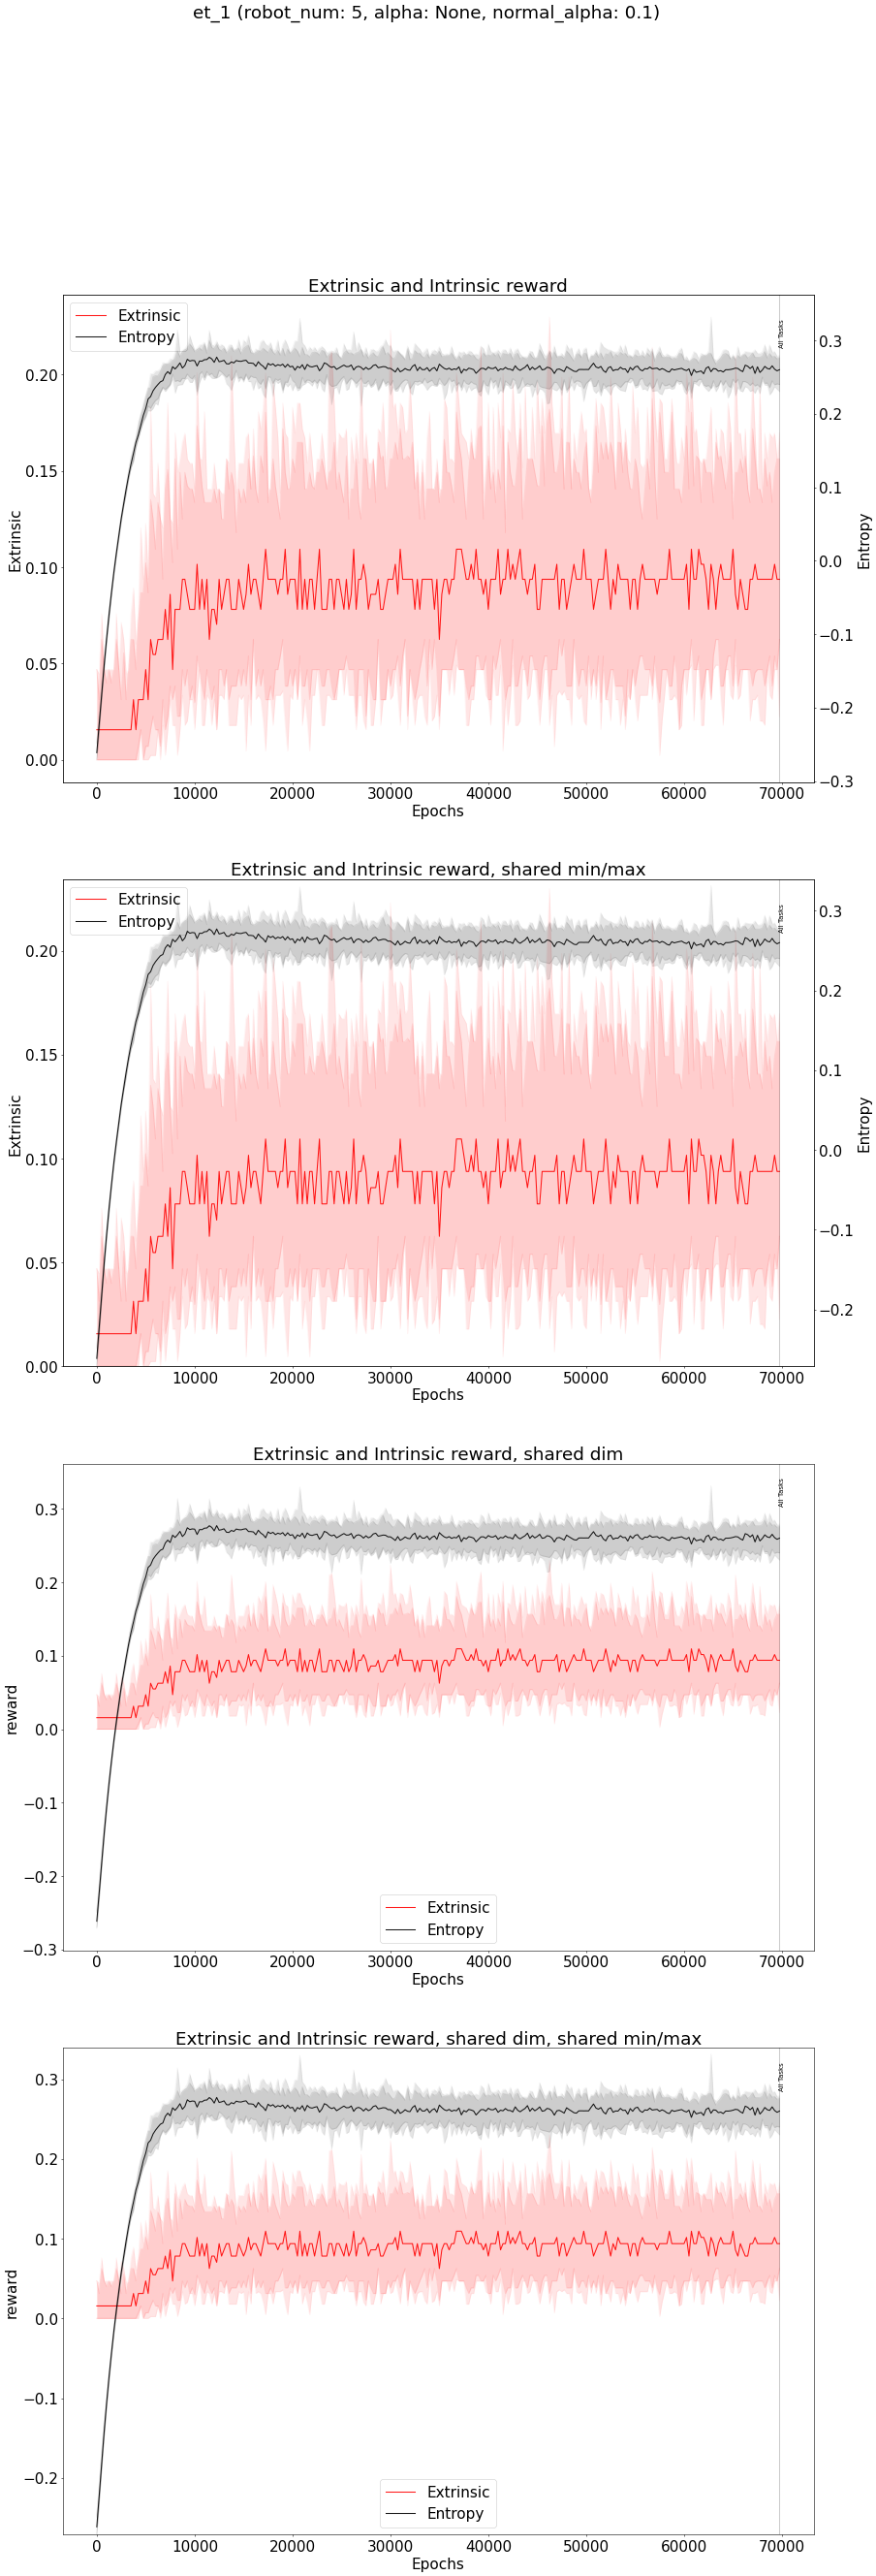 et_1 (robot_num: 5, alpha: None, normal_alpha: 0.1)
Extrinsic and Intrinsic reward
Extrinsic
Entropy
All Tasks
0.20
0.15
0.10
0.05
0.00
Extrinsic
0.3
0.2
0.1
0.0
−0.1
−0.2
−0.3
Entropy
0 10000 20000 30000 40000 50000 60000 70000
Epochs
Extrinsic and Intrinsic reward, shared min/max
Extrinsic
Entropy
All Tasks
0.20
0.15
0.10
0.05
0.00
Extrinsic
0.3
0.2
0.1
0.0
−0.1
−0.2
Entropy
0 10000 20000 30000 40000 50000 60000 70000
Epochs
Extrinsic and Intrinsic reward, shared dim
All Tasks
0.3
0.2
0.1
0.0
−0.1
−0.2
−0.3
reward
Extrinsic
Entropy
0 10000 20000 30000 40000 50000 60000 70000
Epochs
Extrinsic and Intrinsic reward, shared dim, shared min/max
All Tasks
0.3
0.2
0.1
0.0
−0.1
−0.2
reward
Extrinsic
Entropy
0 10000 20000 30000 40000 50000 60000 70000
Epochs